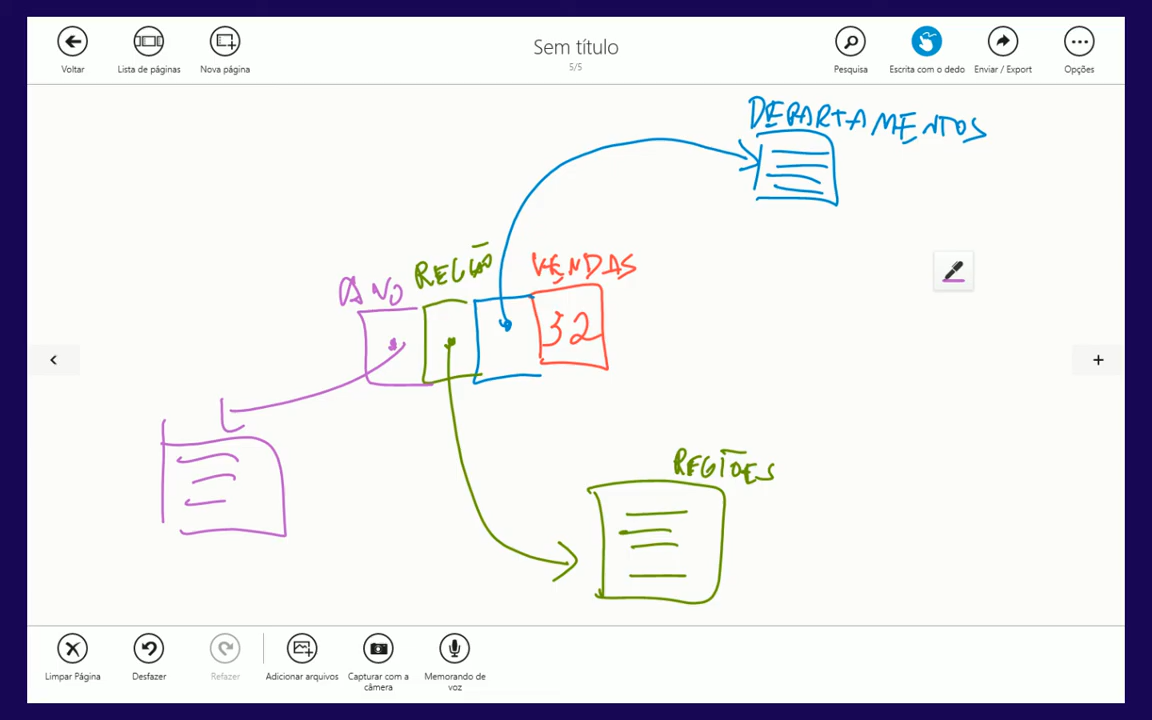 Sem título
5/5
Voltar
Lista de páginas
Nova página
Pesquisa
Escrita com o dedo
Enviar / Export
Opções
DEPARTAMENTOS
ANO
REGIÃO
VENDAS
32
REGIÕES
Limpar Página
Desfazer
Refazer
Adicionar arquivos
Capturar com a
câmera
Memorando de
voz